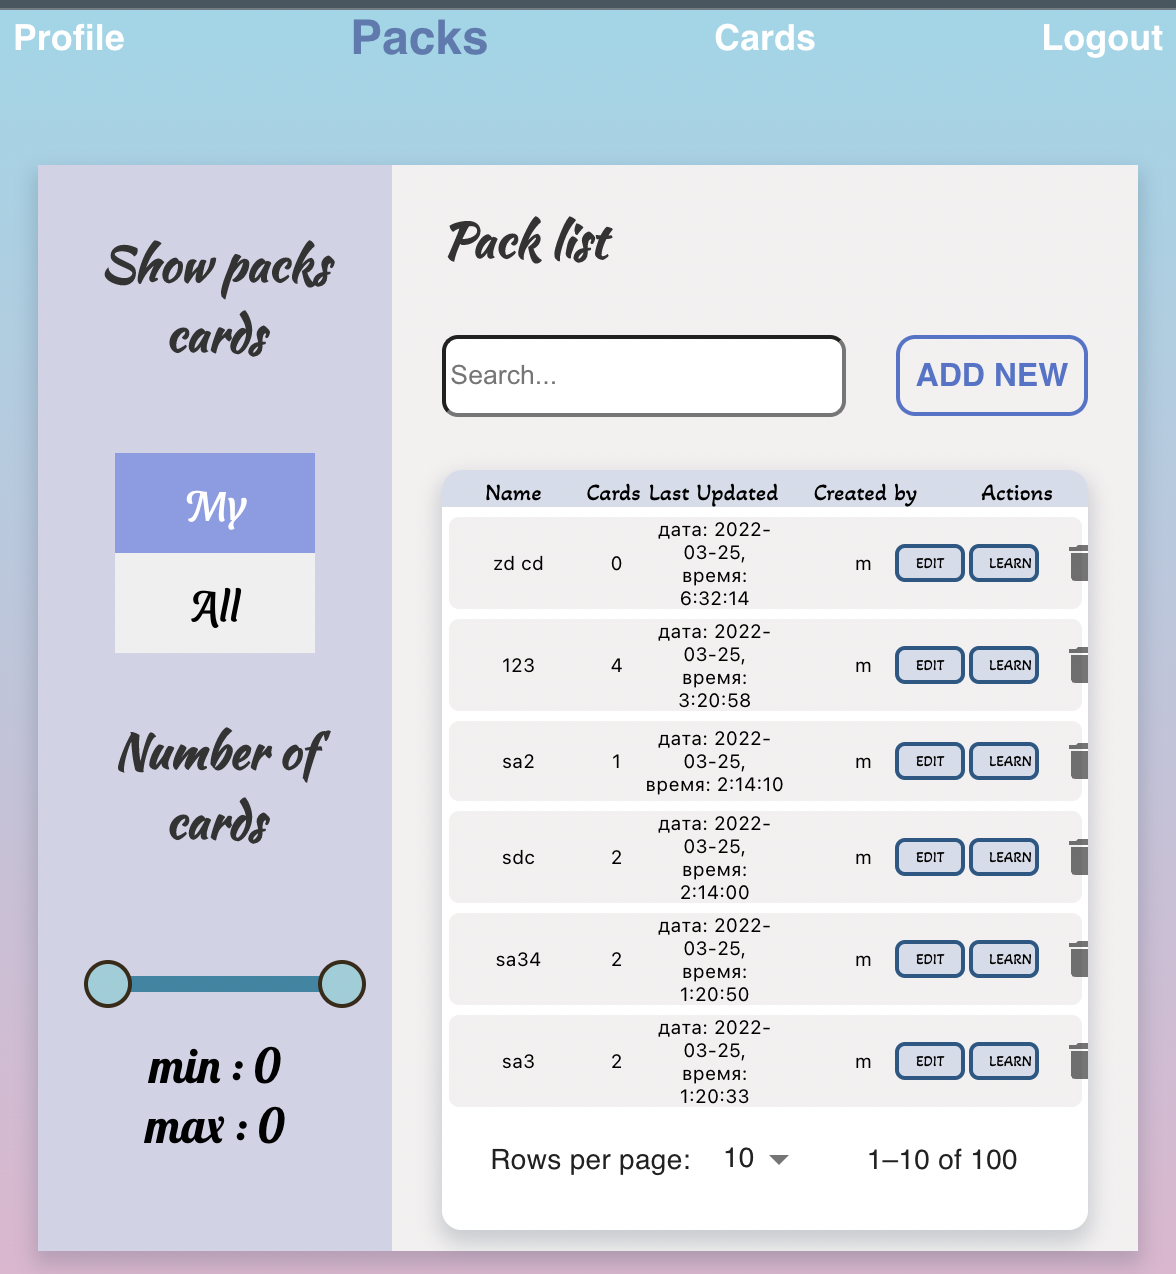 Profile Packs Cards Logout
Show packs
cards
My
All
Number of
cards
min : 0
max : 0
Pack list
Search...
ADD NEW
Name Cards Last Updated Created by Actions
zd cd 0 дата: 2022-
03-25,
время:
6:32:14 m EDIT LEARN
123 4 дата: 2022-
03-25,
время:
3:20:58 m EDIT LEARN
sa2 1 дата: 2022-
03-25,
время: 2:14:10 m EDIT LEARN
sdc 2 дата: 2022-
03-25,
время:
2:14:00 m EDIT LEARN
sa34 2 дата: 2022-
03-25,
время:
1:20:50 m EDIT LEARN
sa3 2 дата: 2022-
03-25,
время:
1:20:33 m EDIT LEARN
Rows per page: 10 1–10 of 100